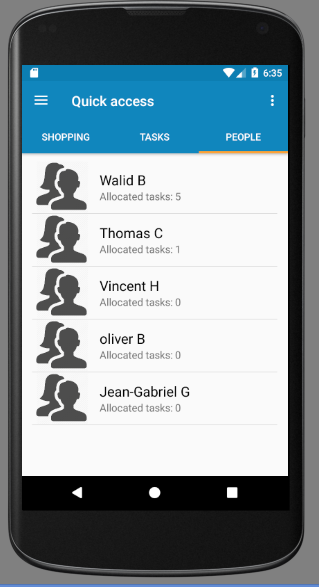 6:35
Quick access
SHOPPING TASKS PEOPLE
Walid B
Allocated tasks: 5
Thomas C
Allocated tasks: 1
Vincent H
Allocated tasks: 0
oliver B
Allocated tasks: 0
Jean-Gabriel G
Allocated tasks: 0